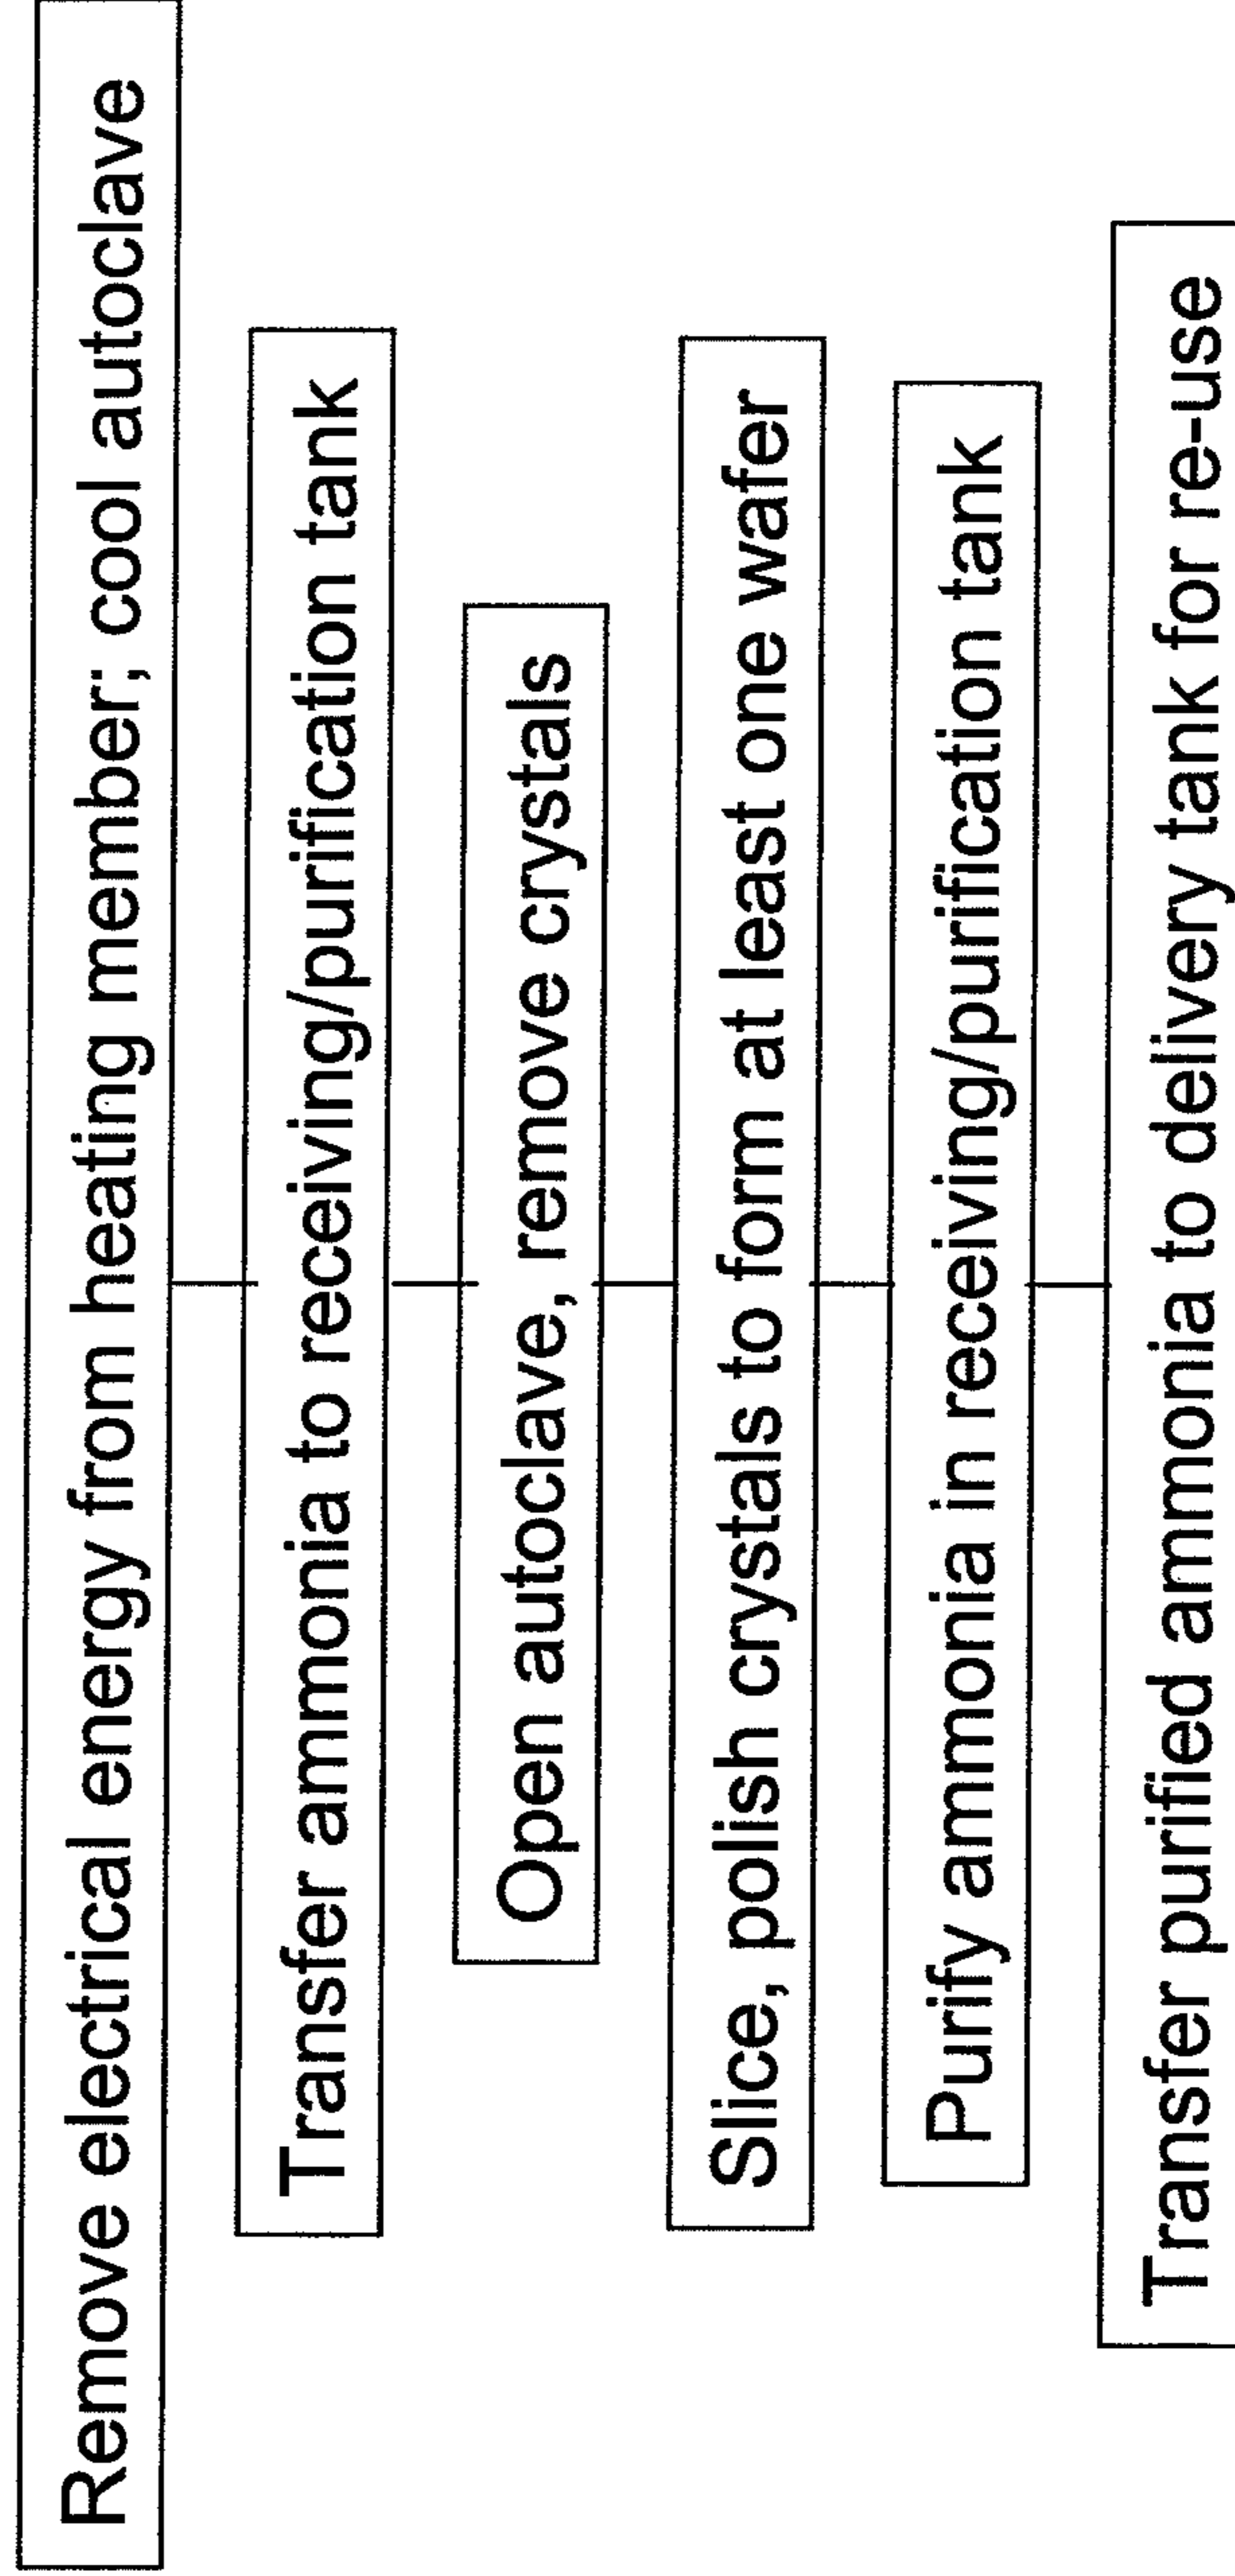 Remove electrical energy from heating member; cool autoclave
Transfer ammonia to receiving/purification tank
Open autoclave, remove crystals
Slice, polish crystals to form at least one wafer
Purify ammonia in receiving/purification tank
Transfer purified ammonia to delivery tank for re-use